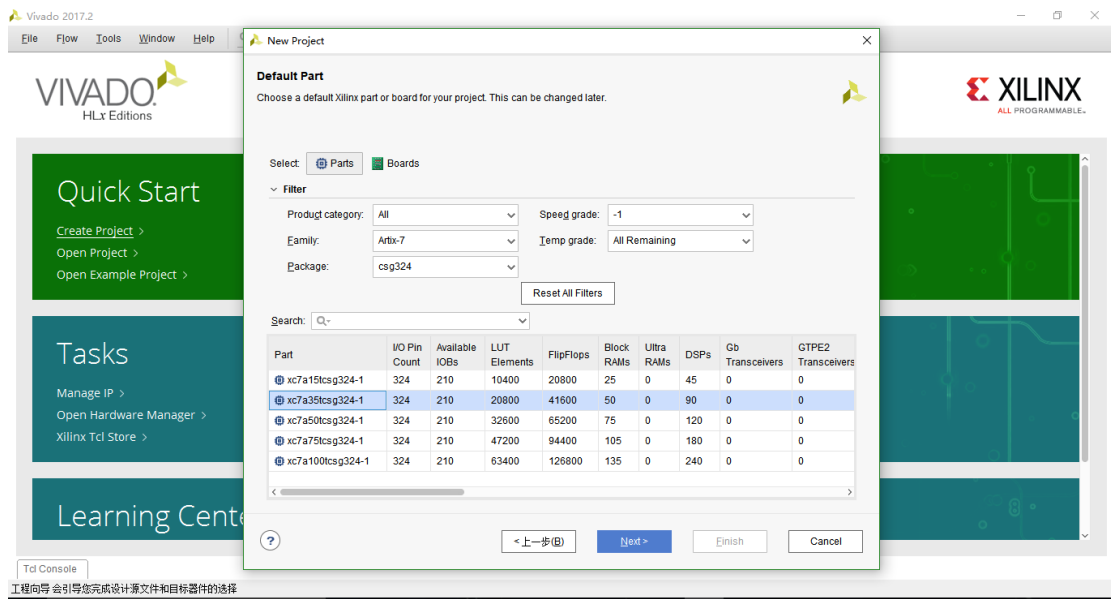 Vivado 2017.2
File Flow Tools Window Help
New Project
VIVADO.
HLx Editions
XILINX
ALL PROGRAMMABLE.
Default Part
Choose a default Xilinx part or board for your project. This can be changed later.
Select: Parts Boards
Filter
Product category: All Speed grade: -1
Family: Artix-7 Temp grade: All Remaining
Package: csg324
Reset All Filters
Search: Q-
Part I/O Pin Count Available IOBs LUT Elements FlipFlops Block RAMs Ultra RAMs DSPs Gb Transceivers GTPE2 Transceivers
xc7a15tcsg324-1 324 210 10400 20800 25 0 45 0 0
xc7a35tcsg324-1 324 210 20800 41600 50 0 90 0 0
xc7a50tcsg324-1 324 210 32600 65200 75 0 120 0 0
xc7a75tcsg324-1 324 210 47200 94400 105 0 180 0 0
xc7a100tcsg324-1 324 210 63400 126800 135 0 240 0 0
? <上一步(B) Next > Finish Cancel
Quick Start
Create Project >
Open Project >
Open Example Project >
Tasks
Manage IP >
Open Hardware Manager >
Xilinx Tcl Store >
Learning Cente
Tcl Console
工程向导 会引导您完成设计源文件和目标器件的选择